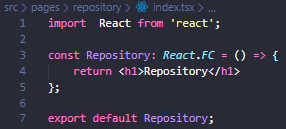 src > pages > repository > index.tsx > ...
1 import  React from 'react';
2
3 const Repository: React.FC = () => {
4     return <h1>Repository</h1>
5 };
6
7 export default Repository;